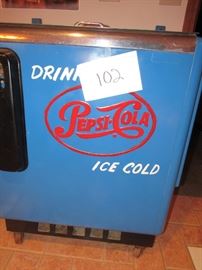 DRINK
102
PEPSI-COLA
ICE COLD